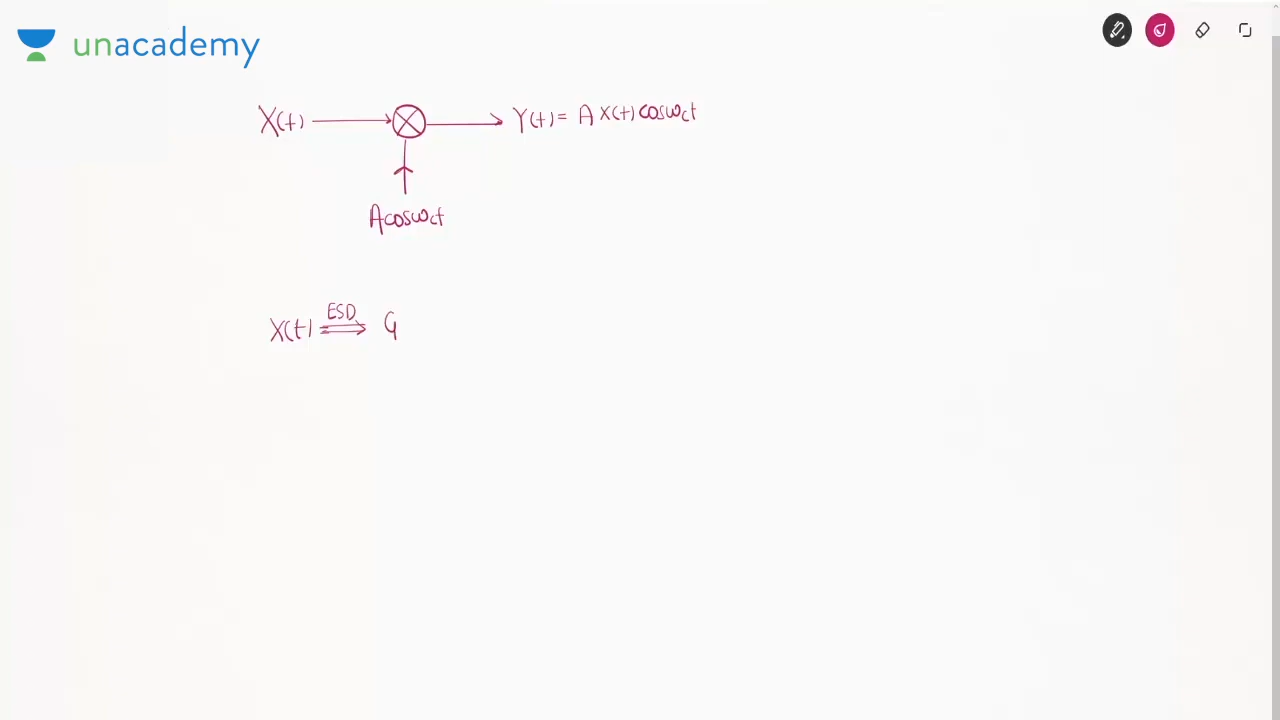 unacademy
X(t) Y(t) = A X(t) cosωct
Acosωct
ESD
X(t) G